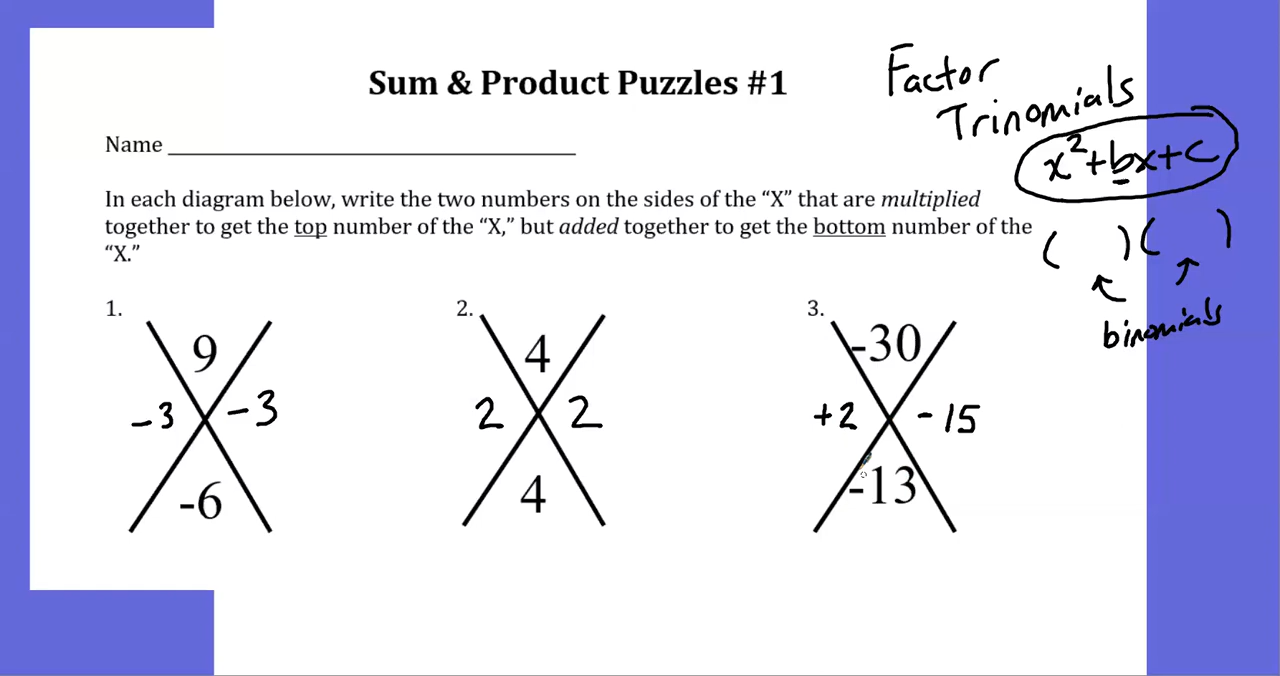 Sum & Product Puzzles #1
Factor
Trinomials
x²+bx+c
( )( )
binomials
Name
In each diagram below, write the two numbers on the sides of the “X” that are multiplied
together to get the top number of the “X,” but added together to get the bottom number of the
“X.”
1.
9
-3 -3
-6
2.
4
2 2
4
3.
-30
+2 -15
-13